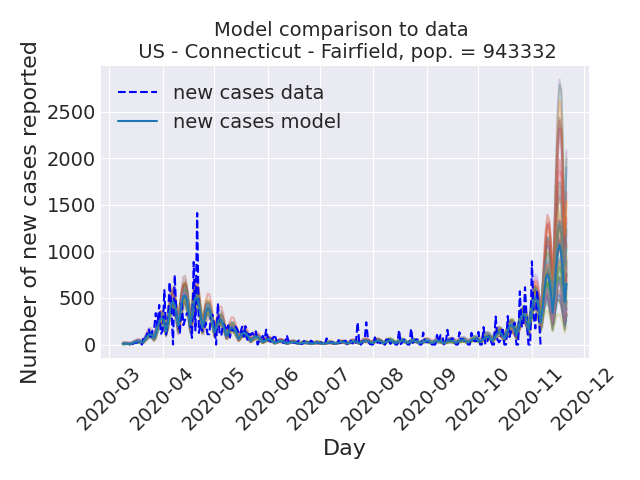 Model comparison to data
US - Connecticut - Fairfield, pop. = 943332
Number of new cases reported
2500
2000
1500
1000
500
0
new cases data
new cases model
2020-03
2020-04
2020-05
2020-06
2020-07
2020-08
2020-09
2020-10
2020-11
2020-12
Day